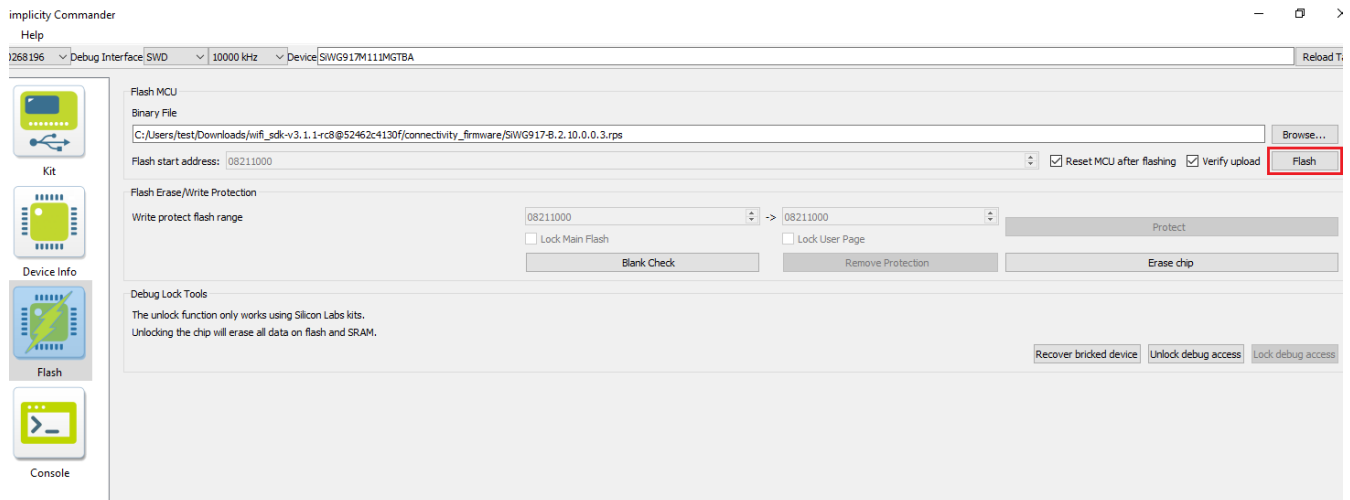 implicity Commander
Help
0268196 Debug Interface SWD 10000 kHz Device SiWG917M111MGTBA Reload Ta
Kit
Device Info
Flash
Console
Flash MCU
Binary File
C:/Users/test/Downloads/wifi_sdk-v3.1.1-rc8@52462c4130f/connectivity_firmware/SiWG917-B.2.10.0.0.3.rps Browse...
Flash start address: 08211000 Reset MCU after flashing Verify upload Flash
Flash Erase/Write Protection
Write protect flash range 08211000 -> 08211000 Protect
Lock Main Flash Lock User Page
Blank Check Remove Protection Erase chip
Debug Lock Tools
The unlock function only works using Silicon Labs kits.
Unlocking the chip will erase all data on flash and SRAM.
Recover bricked device Unlock debug access Lock debug access